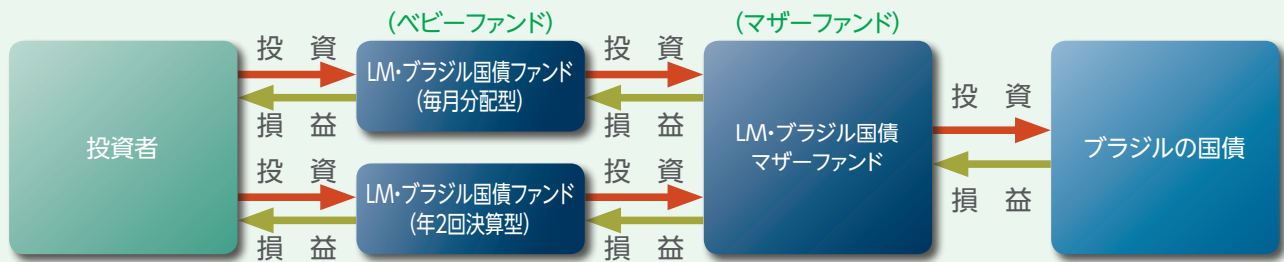 (ベビーファンド)
(マザーファンド)
投資者
投 資
損 益
LM・ブラジル国債ファンド
(毎月分配型)
投 資
損 益
投 資
損 益
LM・ブラジル国債ファンド
(年2回決算型)
投 資
損 益
LM・ブラジル国債
マザーファンド
投 資
損 益
ブラジルの国債